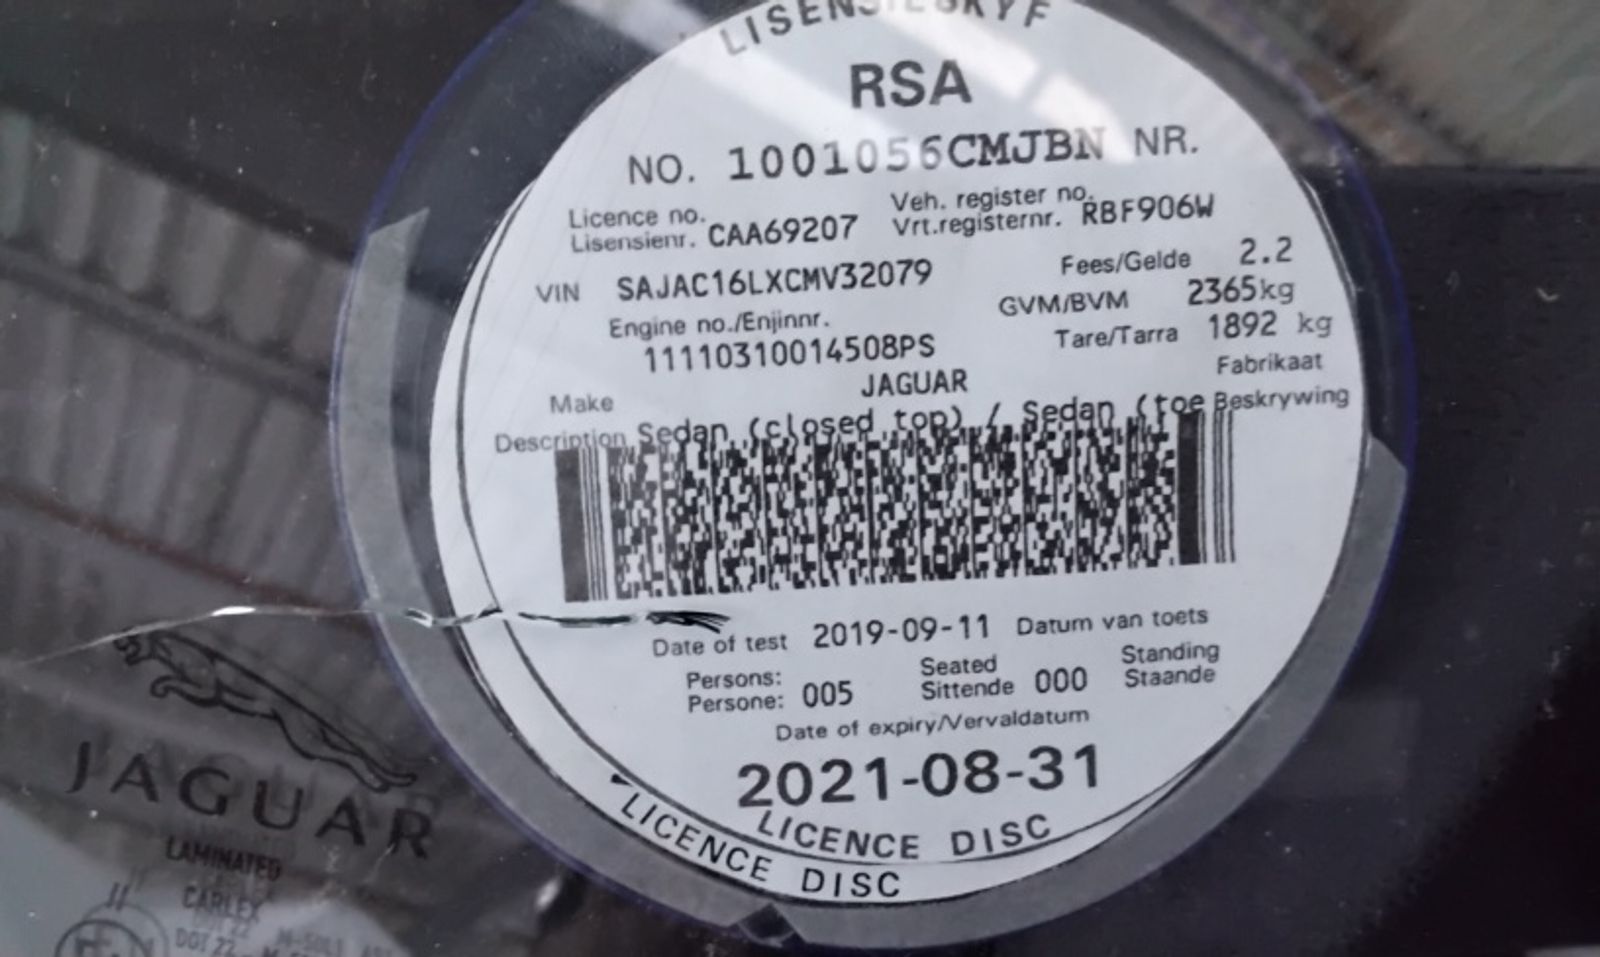 LISENSIESKYF
RSA
NO. 1001056CMJBN NR.
Licence no. Veh. register no.
Lisensienr. CAA69207 Vrt.registernr. RBF906W
VIN SAJAC16LXCMV32079 Fees/Gelde 2.2
Engine no./Enjinnr. GVM/BVM 2365kg
11110310014508PS Tare/Tarra 1892 kg
Make JAGUAR Fabrikaat
Description Sedan (closed top) / Sedan (toe Beskrywing
Date of test 2019-09-11 Datum van toets
Persons: Seated Standing
Persone: 005 Sittende 000 Staande
Date of expiry/Vervaldatum
2021-08-31
LICENCE DISC
LICENCE DISC
JAGUAR
LAMINATED
CARLEX
DOT 22